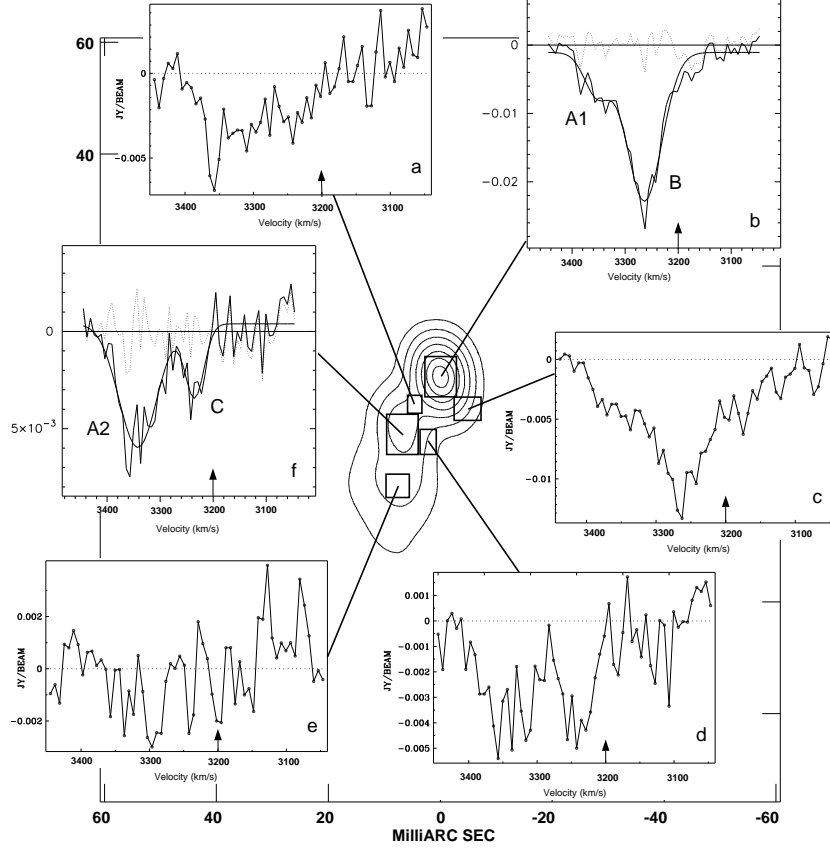 60
40
JY/BEAM
0
−0.005
a
3400
3300
3200
3100
Velocity (km/s)
0
−0.01
−0.02
A1
B
b
3400
3300
3200
3100
Velocity (km/s)
0
5×10⁻³
A2
C
f
3400
3300
3200
3100
Velocity (km/s)
JY/BEAM
0
−0.005
−0.01
c
3400
3300
3200
3100
Velocity (km/s)
JY/BEAM
0.002
0
−0.002
e
3400
3300
3200
3100
Velocity (km/s)
JY/BEAM
0.001
0
−0.001
−0.002
−0.003
−0.004
−0.005
d
3400
3300
3200
3100
Velocity (km/s)
60
40
20
0
-20
-40
-60
MilliARC SEC